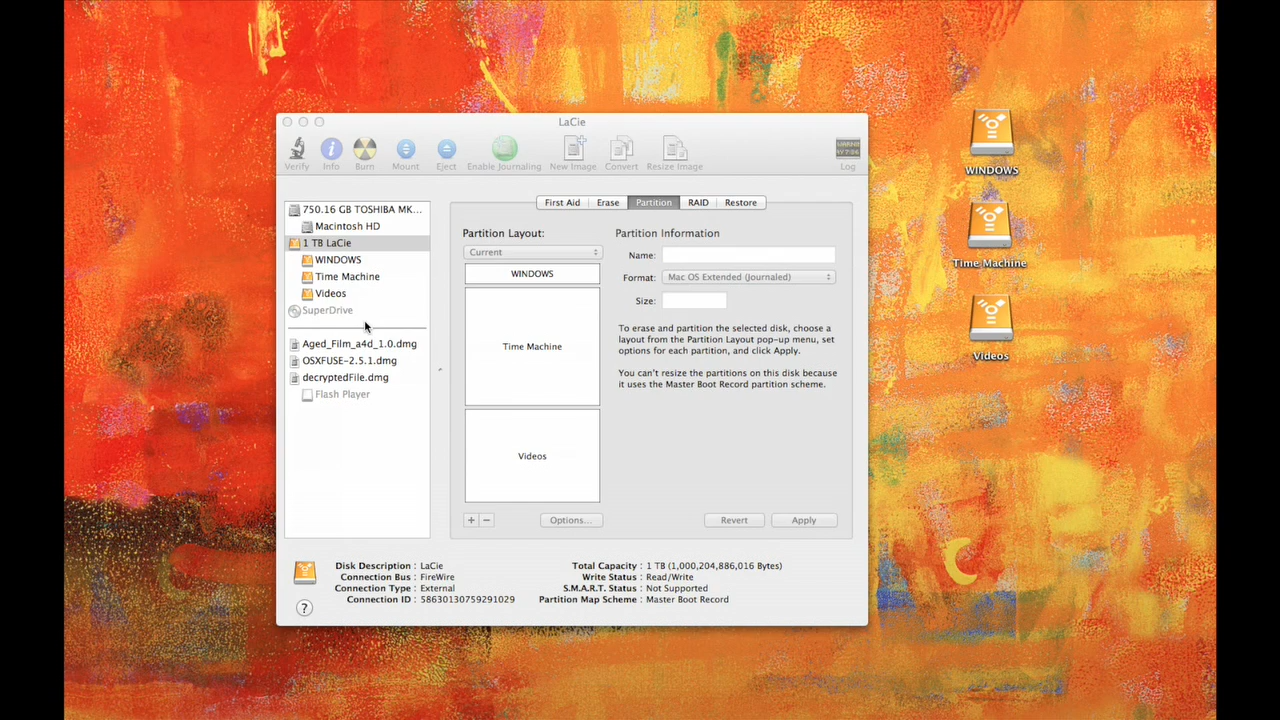 LaCie
Verify
Info
Burn
Mount
Eject
Enable Journaling
New Image
Convert
Resize Image
Log
750.16 GB TOSHIBA MK...
Macintosh HD
1 TB LaCie
WINDOWS
Time Machine
Videos
SuperDrive
Aged_Film_a4d_1.0.dmg
OSXFUSE-2.5.1.dmg
decryptedFile.dmg
Flash Player
First Aid
Erase
Partition
RAID
Restore
Partition Layout:
Current
WINDOWS
Time Machine
Videos
+
−
Options...
Partition Information
Name:
Format: Mac OS Extended (Journaled)
Size:
To erase and partition the selected disk, choose a
layout from the Partition Layout pop-up menu, set
options for each partition, and click Apply.
You can't resize the partitions on this disk because
it uses the Master Boot Record partition scheme.
Revert
Apply
Disk Description : LaCie
Connection Bus : FireWire
Connection Type : External
Connection ID : 58630130759291029
Total Capacity : 1 TB (1,000,204,886,016 Bytes)
Write Status : Read/Write
S.M.A.R.T. Status : Not Supported
Partition Map Scheme : Master Boot Record
?
WINDOWS
Time Machine
Videos